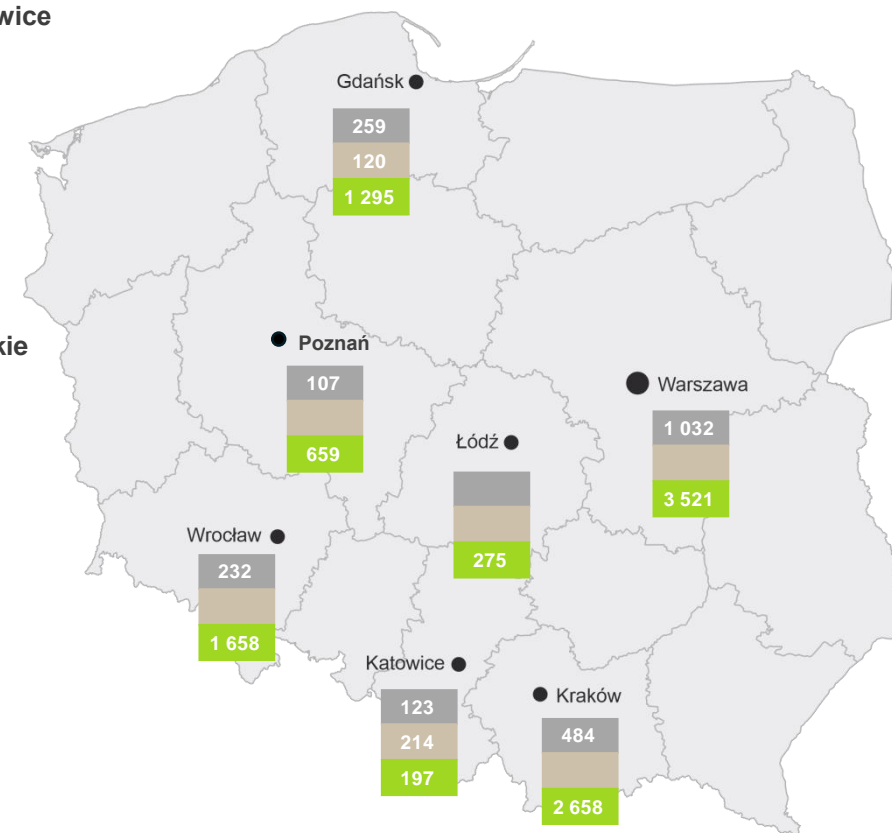 wice
Gdańsk
259
120
1 295
kie
Poznań
107
659
Warszawa
1 032
3 521
Łódź
275
Wrocław
232
1 658
Katowice
123
214
197
Kraków
484
2 658